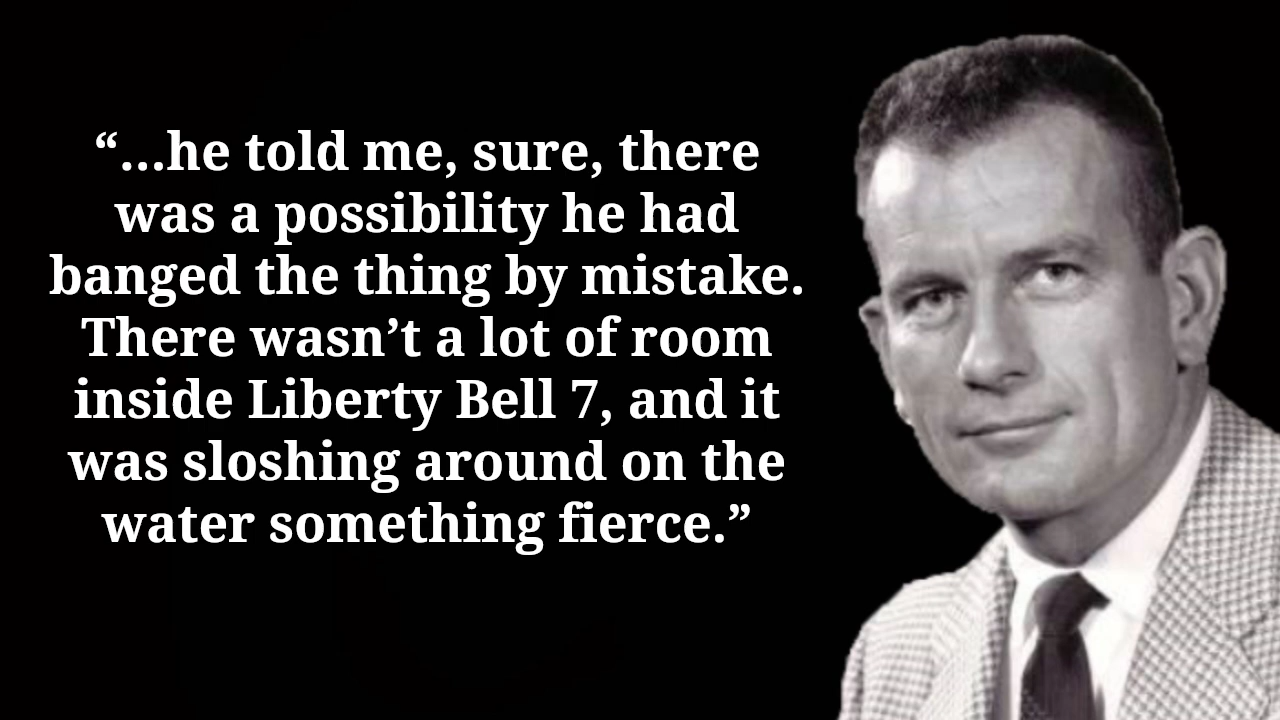 “...he told me, sure, there
was a possibility he had
banged the thing by mistake.
There wasn’t a lot of room
inside Liberty Bell 7, and it
was sloshing around on the
water something fierce.”